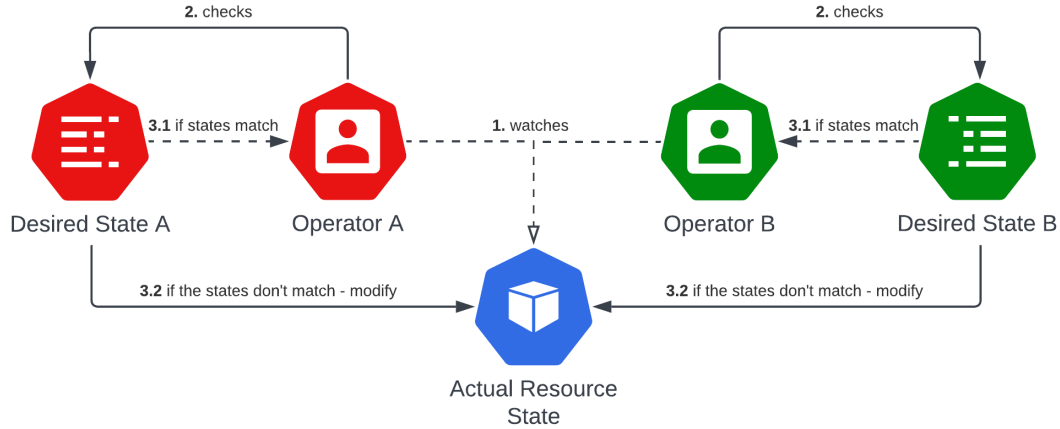 2. checks
2. checks
3.1 if states match
1. watches
3.1 if states match
Desired State A
Operator A
Operator B
Desired State B
3.2 if the states don't match - modify
3.2 if the states don't match - modify
Actual Resource
State